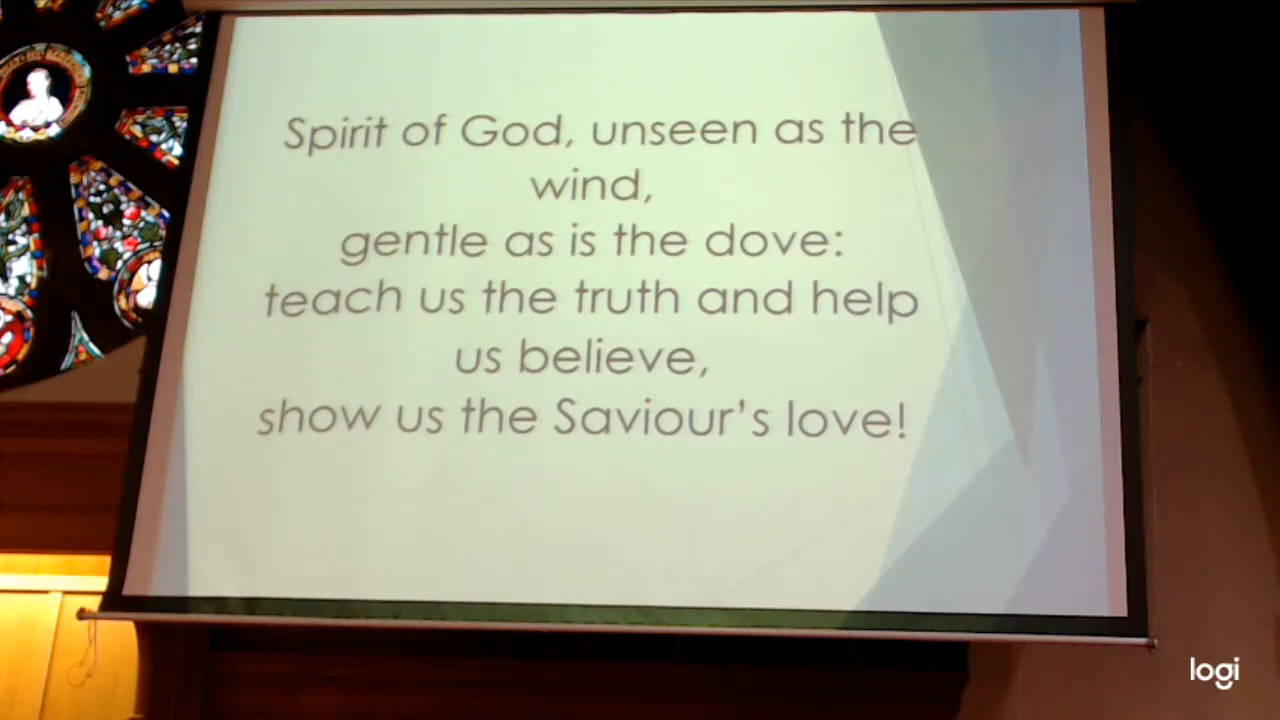 Spirit of God, unseen as the
wind,
gentle as is the dove:
teach us the truth and help
us believe,
show us the Saviour's love!
logi